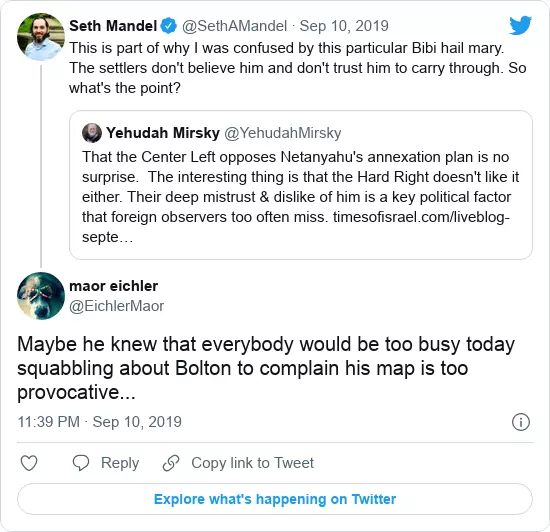 Seth Mandel @SethAMandel · Sep 10, 2019
This is part of why I was confused by this particular Bibi hail mary.
The settlers don't believe him and don't trust him to carry through. So
what's the point?
Yehudah Mirsky @YehudahMirsky
That the Center Left opposes Netanyahu's annexation plan is no
surprise.  The interesting thing is that the Hard Right doesn't like it
either. Their deep mistrust & dislike of him is a key political factor
that foreign observers too often miss. timesofisrael.com/liveblog-
septe…
maor eichler
@EichlerMaor
Maybe he knew that everybody would be too busy today
squabbling about Bolton to complain his map is too
provocative...
11:39 PM · Sep 10, 2019
Reply
Copy link to Tweet
Explore what's happening on Twitter